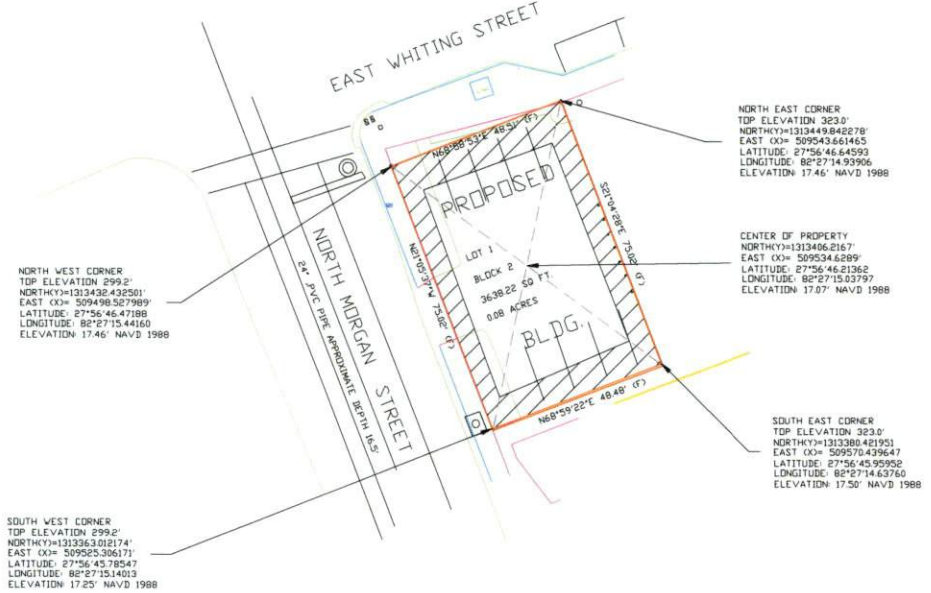 EAST WHITING STREET
NORTH EAST CORNER
TOP ELEVATION 323.0'
NORTH(Y)=1313449.842278'
EAST (X)= 509543.661465
LATITUDE: 27°56'46.64593
LONGITUDE: 82°27'14.93906
ELEVATION: 17.46' NAVD 1988
N68°88'53"E 48.51' (F)
S21°04'28"E 75.02' (F)
PROPOSED
LOT 1
BLOCK 2
3638.22 SQ FT.
0.08 ACRES
BLDG.
CENTER OF PROPERTY
NORTH(Y)=1313406.2167'
EAST (X)= 509534.6289'
LATITUDE: 27°56'46.21362
LONGITUDE: 82°27'15.03797
ELEVATION: 17.07' NAVD 1988
NORTH WEST CORNER
TOP ELEVATION 299.2'
NORTH(Y)=1313432.432501'
EAST (X)= 509498.527989'
LATITUDE: 27°56'46.47188
LONGITUDE: 82°27'15.44160
ELEVATION: 17.46' NAVD 1988
NORTH MORGAN STREET
24" PVC PIPE APPROXIMATE DEPTH 16.5'
N21°05'37"W 75.02' (F)
N68°59'22"E 48.48' (F)
SOUTH EAST CORNER
TOP ELEVATION 323.0'
NORTH(Y)=1313380.421951
EAST (X)= 509570.439647
LATITUDE: 27°56'45.95952
LONGITUDE: 82°27'14.63760
ELEVATION: 17.50' NAVD 1988
SOUTH WEST CORNER
TOP ELEVATION 299.2'
NORTH(Y)=1313363.012174'
EAST (X)= 509525.306171'
LATITUDE: 27°56'45.78547
LONGITUDE: 82°27'15.14013
ELEVATION: 17.25' NAVD 1988